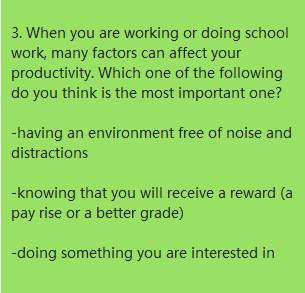 3. When you are working or doing school
work, many factors can affect your
productivity. Which one of the following
do you think is the most important one?
-having an environment free of noise and
distractions
-knowing that you will receive a reward (a
pay rise or a better grade)
-doing something you are interested in